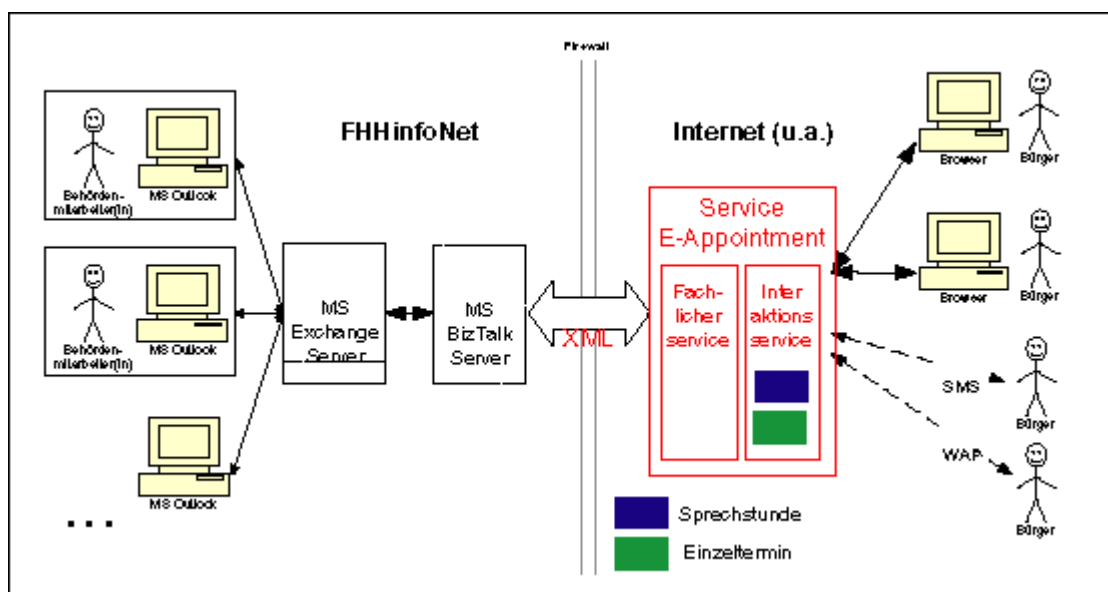 Firewall
FHHinfoNet
Internet (u.a.)
Behörden-
mitarbeiter(in)
MS Outlook
Behörden-
mitarbeiter(in)
MS Outlook
MS Outlook
. . .
MS
Exchange
Server
MS
BizTalk
Server
XML
Service
E-Appointment
Fach-
licher
service
Inter
aktions
service
Browser
Bürger
Browser
Bürger
SMS
Bürger
WAP
Bürger
Sprechstunde
Einzeltermin